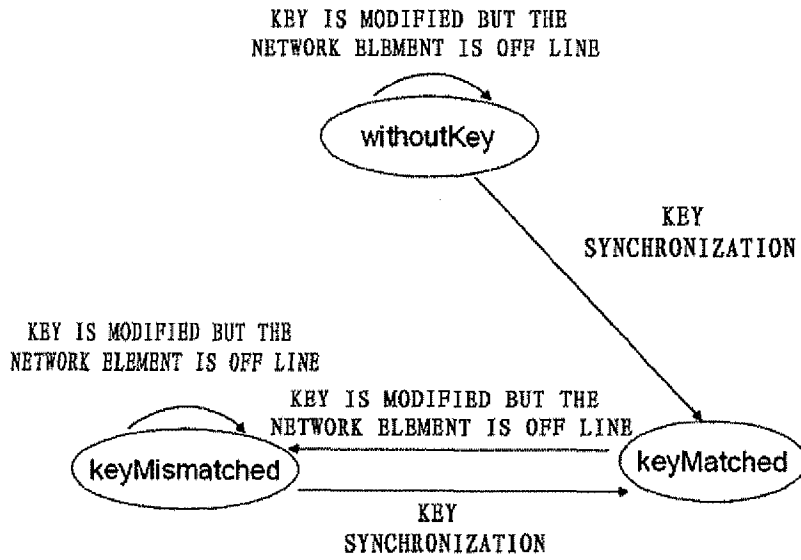 KEY IS MODIFIED BUT THE
NETWORK ELEMENT IS OFF LINE
withoutKey
KEY
SYNCHRONIZATION
KEY IS MODIFIED BUT THE
NETWORK ELEMENT IS OFF LINE
KEY IS MODIFIED BUT THE
NETWORK ELEMENT IS OFF LINE
keyMismatched
keyMatched
KEY
SYNCHRONIZATION